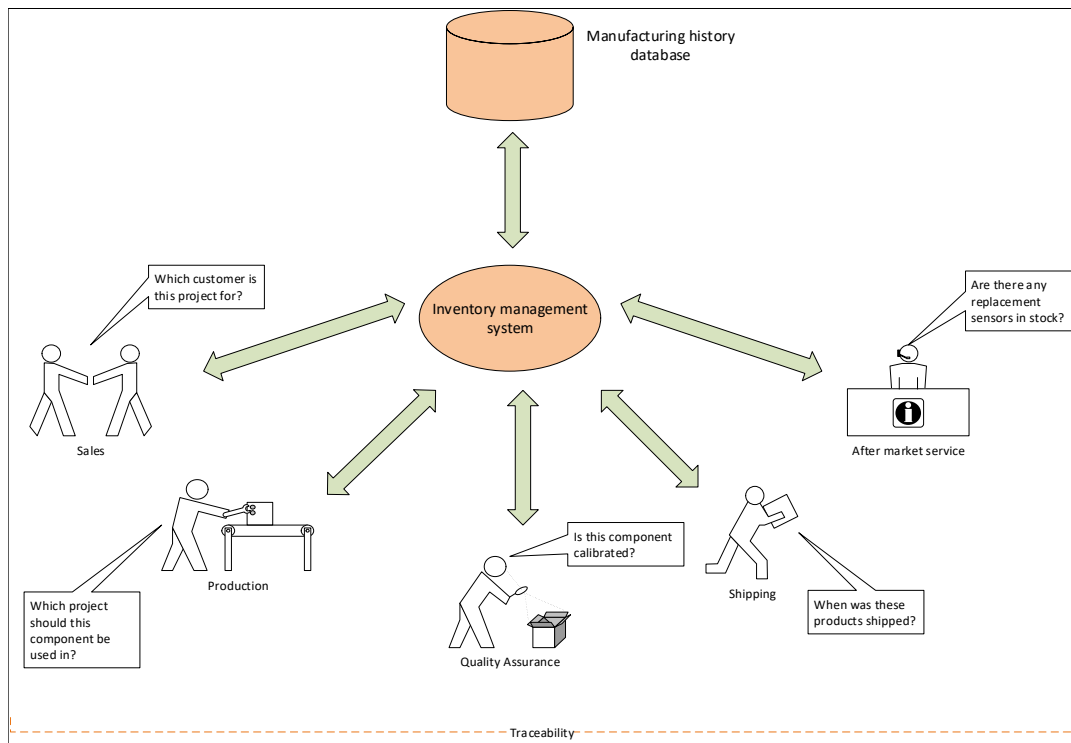 Manufacturing history
database
Which customer is
this project for?
Inventory management
system
Are there any
replacement
sensors in stock?
Sales
After market service
Production
Is this component
calibrated?
Shipping
Which project
should this
component be
used in?
When was these
products shipped?
Quality Assurance
Traceability